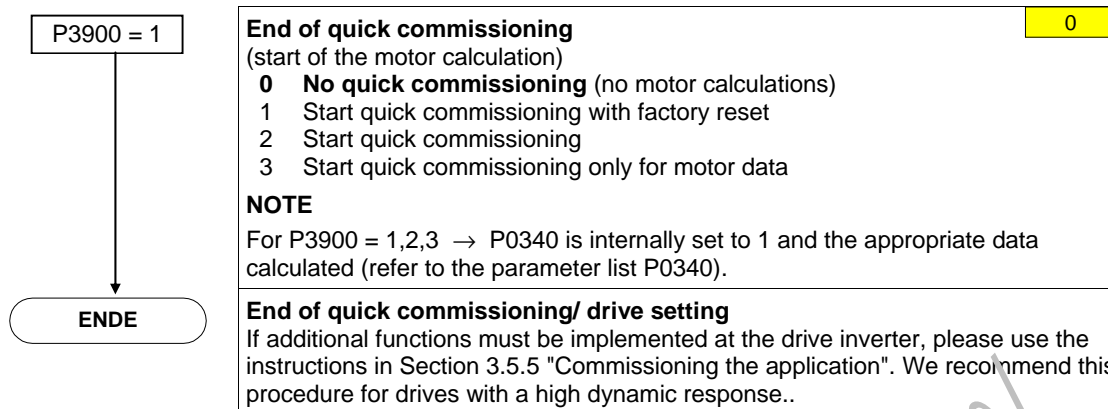 P3900 = 1
End of quick commissioning
0
(start of the motor calculation)
0 No quick commissioning (no motor calculations)
1 Start quick commissioning with factory reset
2 Start quick commissioning
3 Start quick commissioning only for motor data
NOTE
For P3900 = 1,2,3 → P0340 is internally set to 1 and the appropriate data
calculated (refer to the parameter list P0340).
ENDE
End of quick commissioning/ drive setting
If additional functions must be implemented at the drive inverter, please use the
instructions in Section 3.5.5 "Commissioning the application". We recommend this
procedure for drives with a high dynamic response..